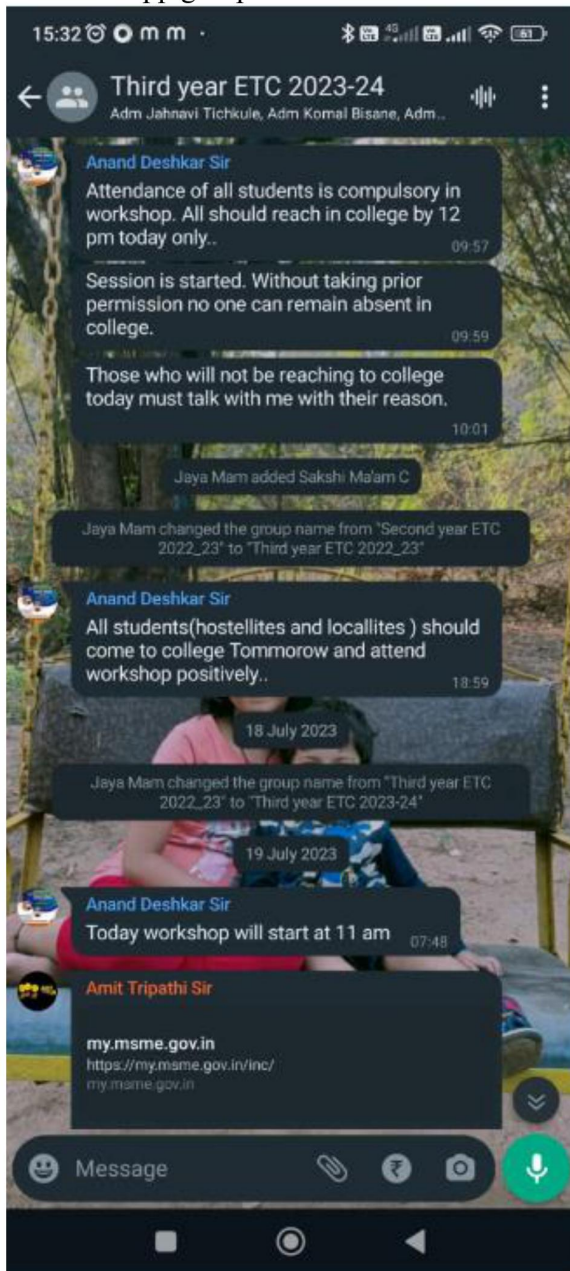 15:32 m m
4G
Vo LTE
Vo LTE
61
Third year ETC 2023-24
Adm Jahnavi Tichkule, Adm Komal Bisane, Adm..
Anand Deshkar Sir
Attendance of all students is compulsory in
workshop. All should reach in college by 12
pm today only..
09:57
Session is started. Without taking prior
permission no one can remain absent in
college.
09:59
Those who will not be reaching to college
today must talk with me with their reason.
10:01
Jaya Mam added Sakshi Ma'am C
Jaya Mam changed the group name from "Second year ETC
2022_23" to "Third year ETC 2022_23"
Anand Deshkar Sir
All students(hostellites and locallites ) should
come to college Tommorow and attend
workshop positively..
18:59
18 July 2023
Jaya Mam changed the group name from "Third year ETC
2022_23" to "Third year ETC 2023-24"
19 July 2023
Anand Deshkar Sir
Today workshop will start at 11 am
07:48
Amit Tripathi Sir
my.msme.gov.in
https://my.msme.gov.in/inc/
my.msme.gov.in
Message
₹